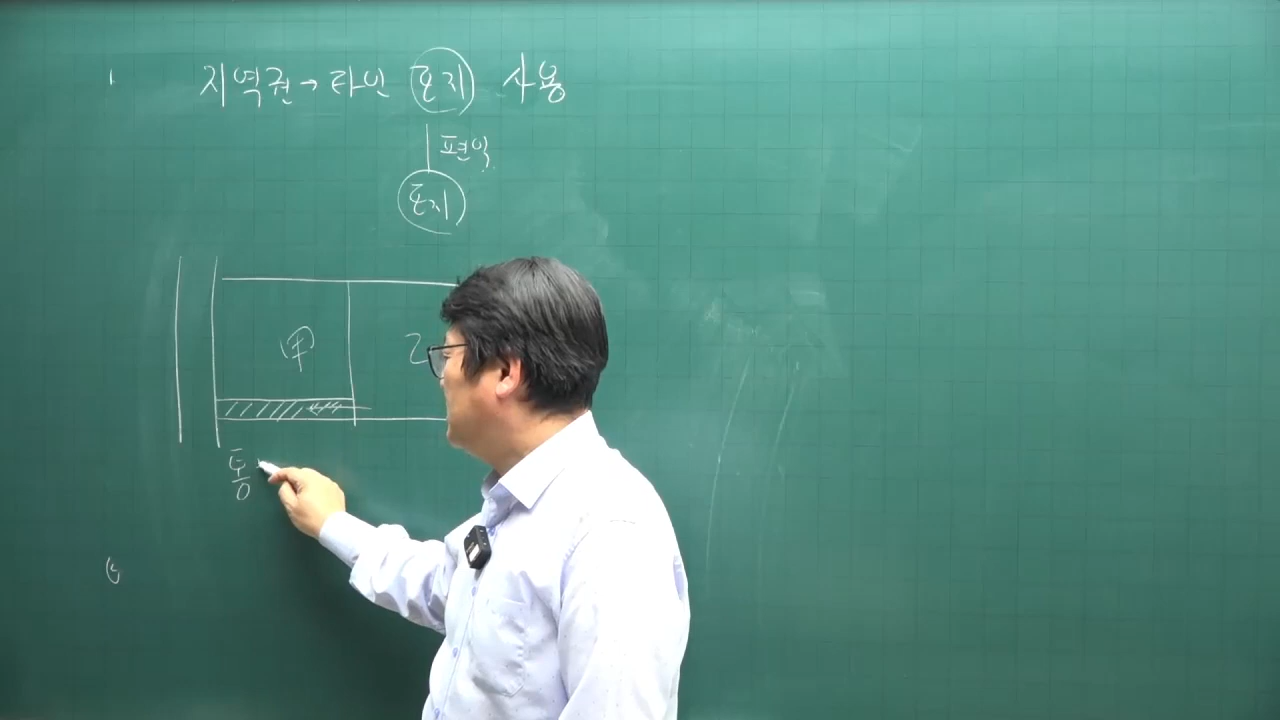 지역권→타인 토지 사용
편익
토지
甲 乙
통